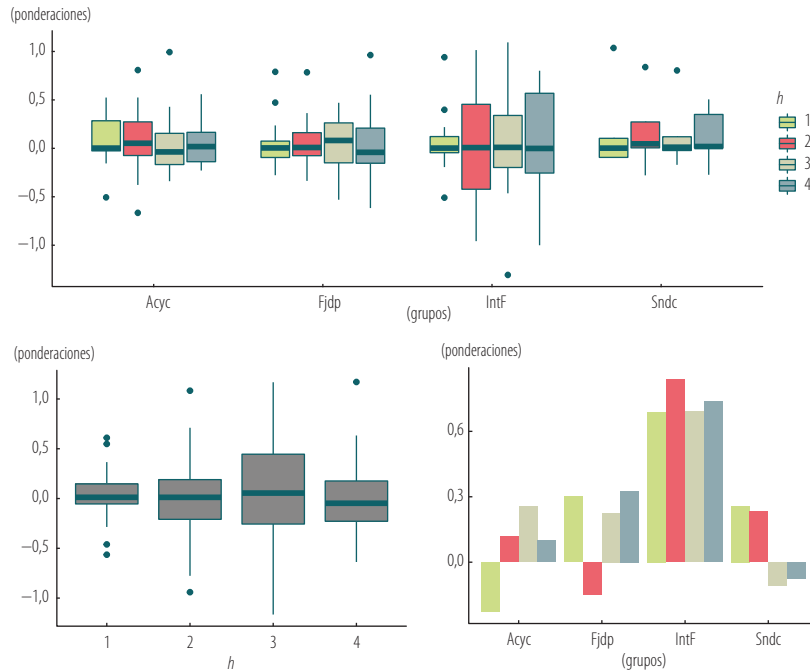 (ponderaciones)
1,0
0,5
0,0
−0,5
−1,0
Acyc Fjdp IntF Sndc
(grupos)
h
1
2
3
4
(ponderaciones)
1,0
0,5
0,0
−0,5
−1,0
1 2 3 4
h
(ponderaciones)
0,6
0,3
0,0
Acyc Fjdp IntF Sndc
(grupos)